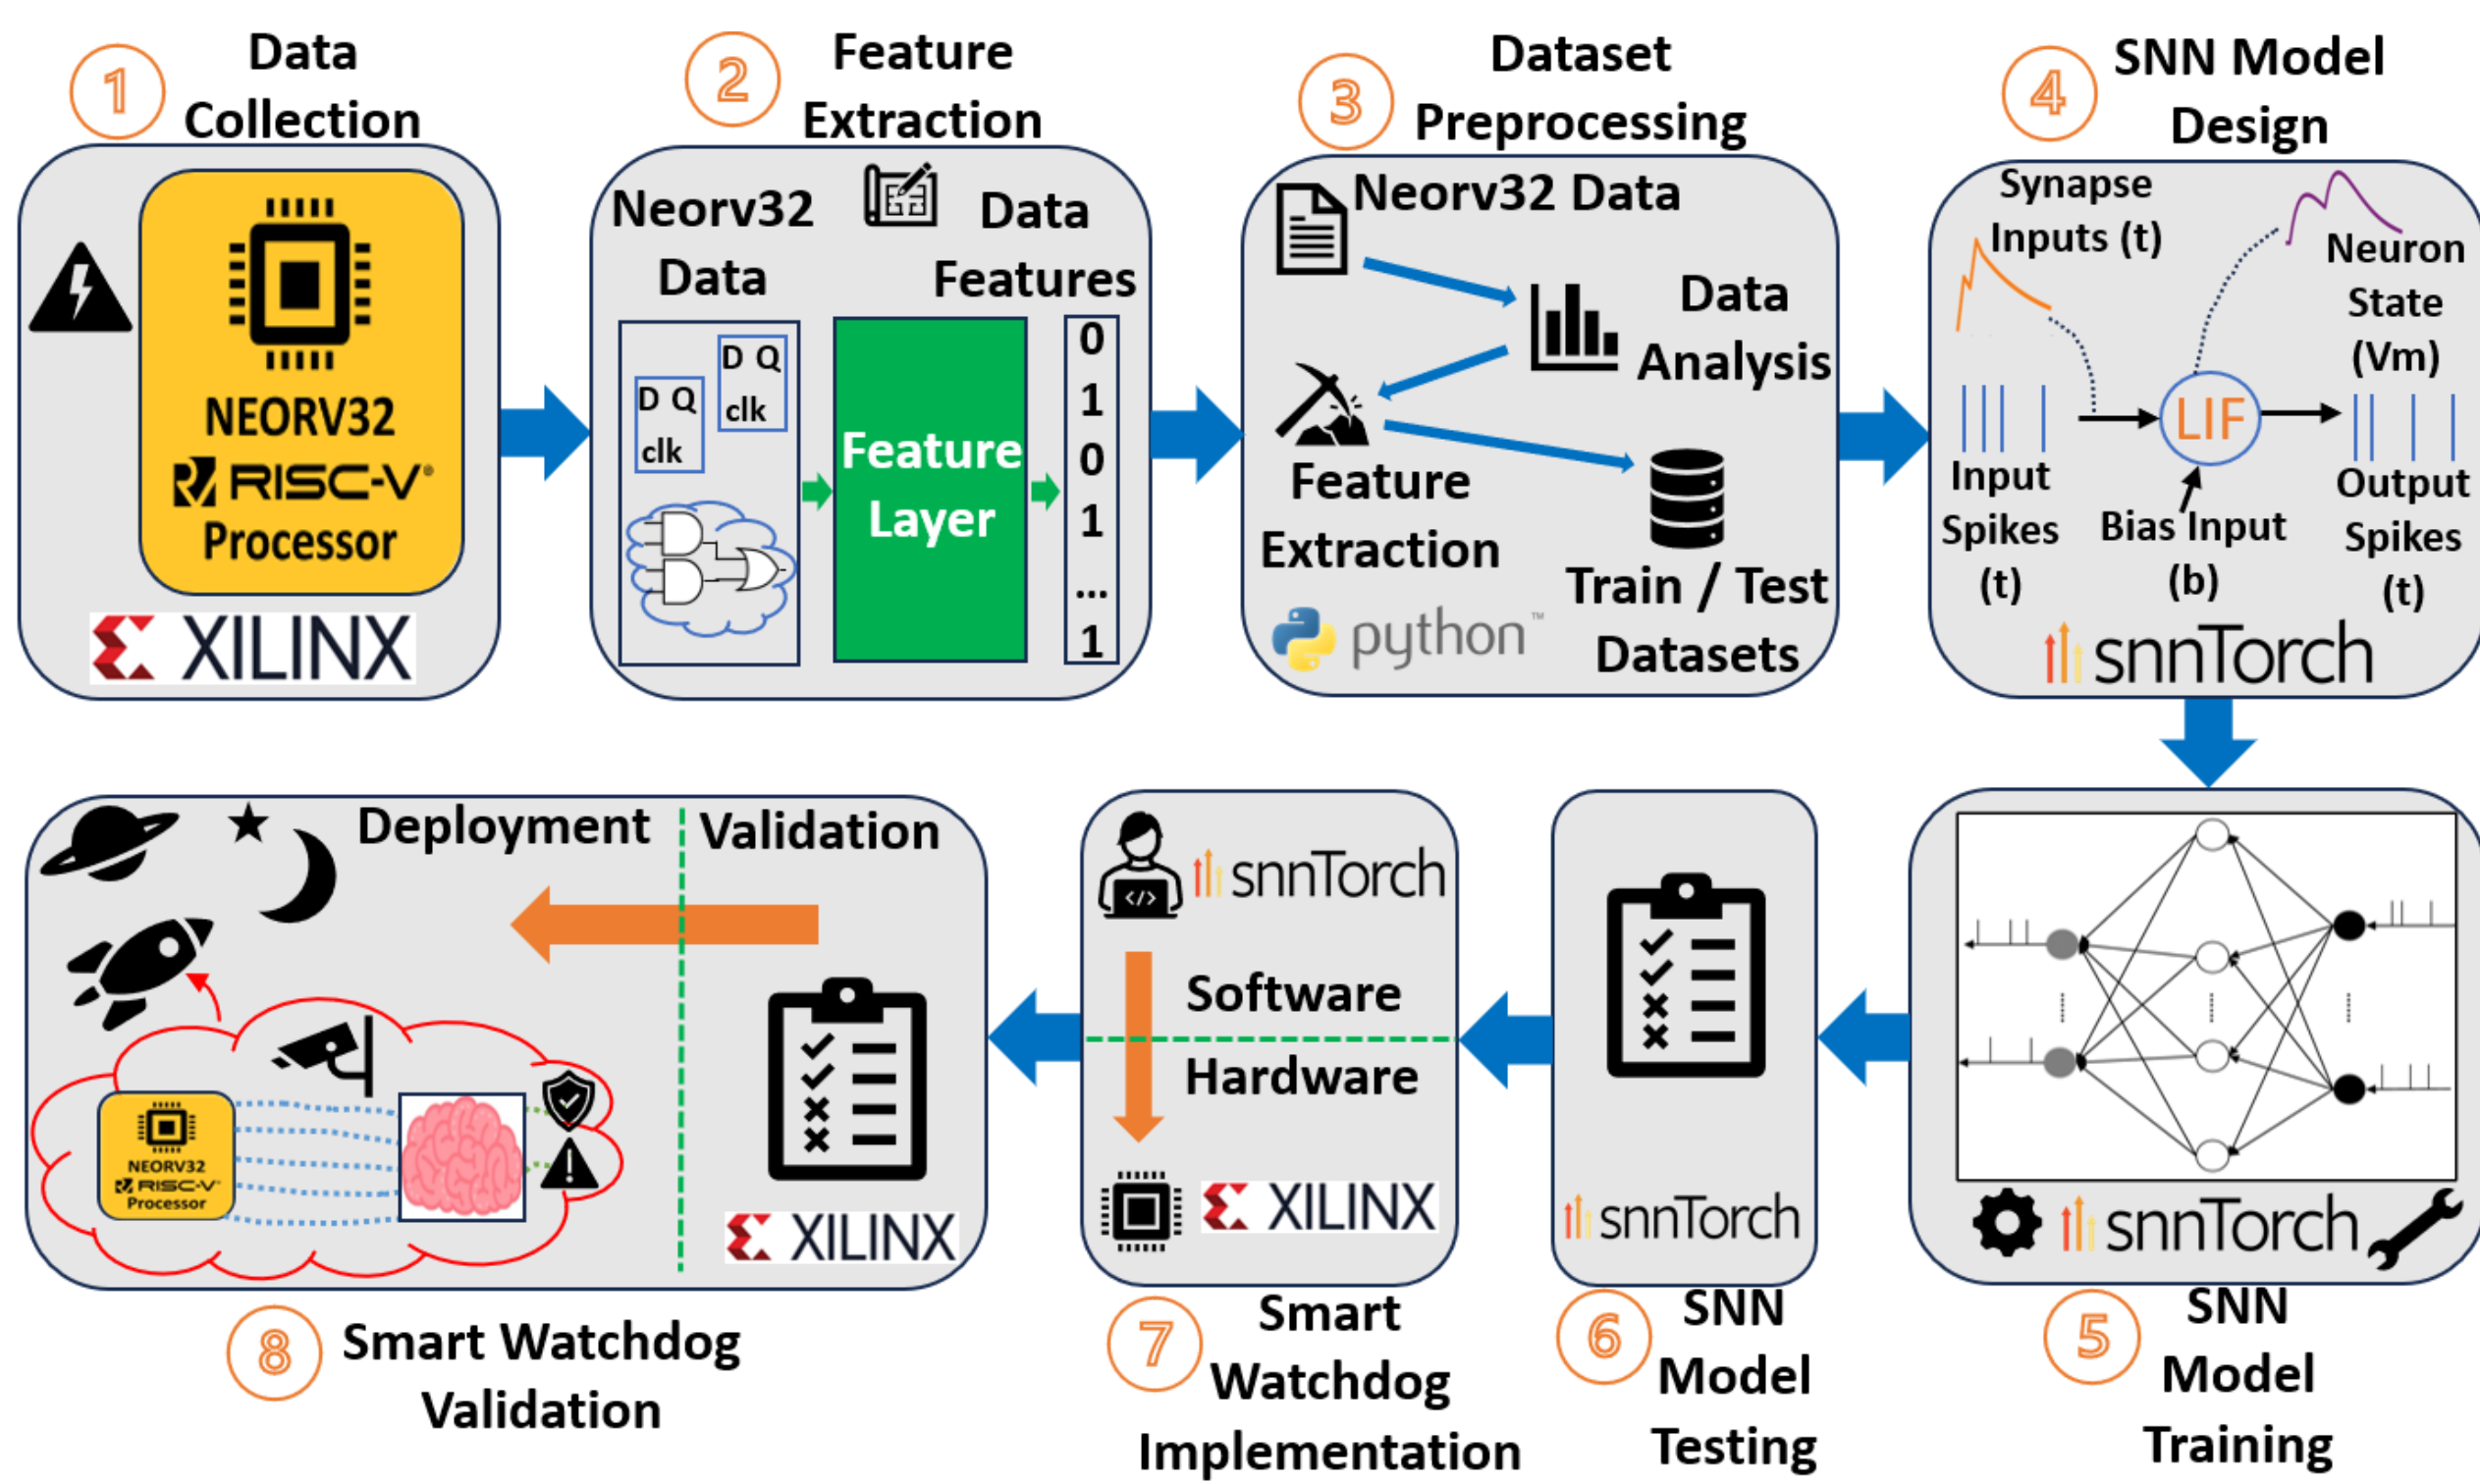 1
Data
Collection
NEORV32
RISC-V®
Processor
XILINX
2
Feature
Extraction
Neorv32
Data
Data
Features
D Q
clk
D Q
clk
Feature
Layer
0
1
0
1
...
1
3
Dataset
Preprocessing
Neorv32 Data
Data
Analysis
Feature
Extraction
Train / Test
Datasets
python™
4
SNN Model
Design
Synapse
Inputs (t)
Neuron
State
(Vm)
LIF
Input
Spikes
(t)
Bias Input
(b)
Output
Spikes
(t)
snnTorch
snnTorch
5
SNN
Model
Training
snnTorch
6
SNN
Model
Testing
</>
snnTorch
Software
Hardware
XILINX
7
Smart
Watchdog
Implementation
Deployment
Validation
NEORV32
RISC-V
Processor
XILINX
8
Smart Watchdog
Validation